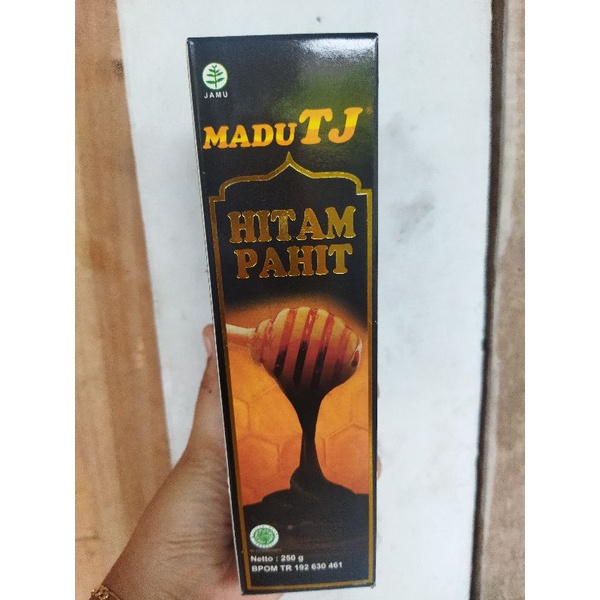 JAMU
MADU TJ®
HITAM
PAHIT
Netto : 250 g
BPOM TR 192 630 461